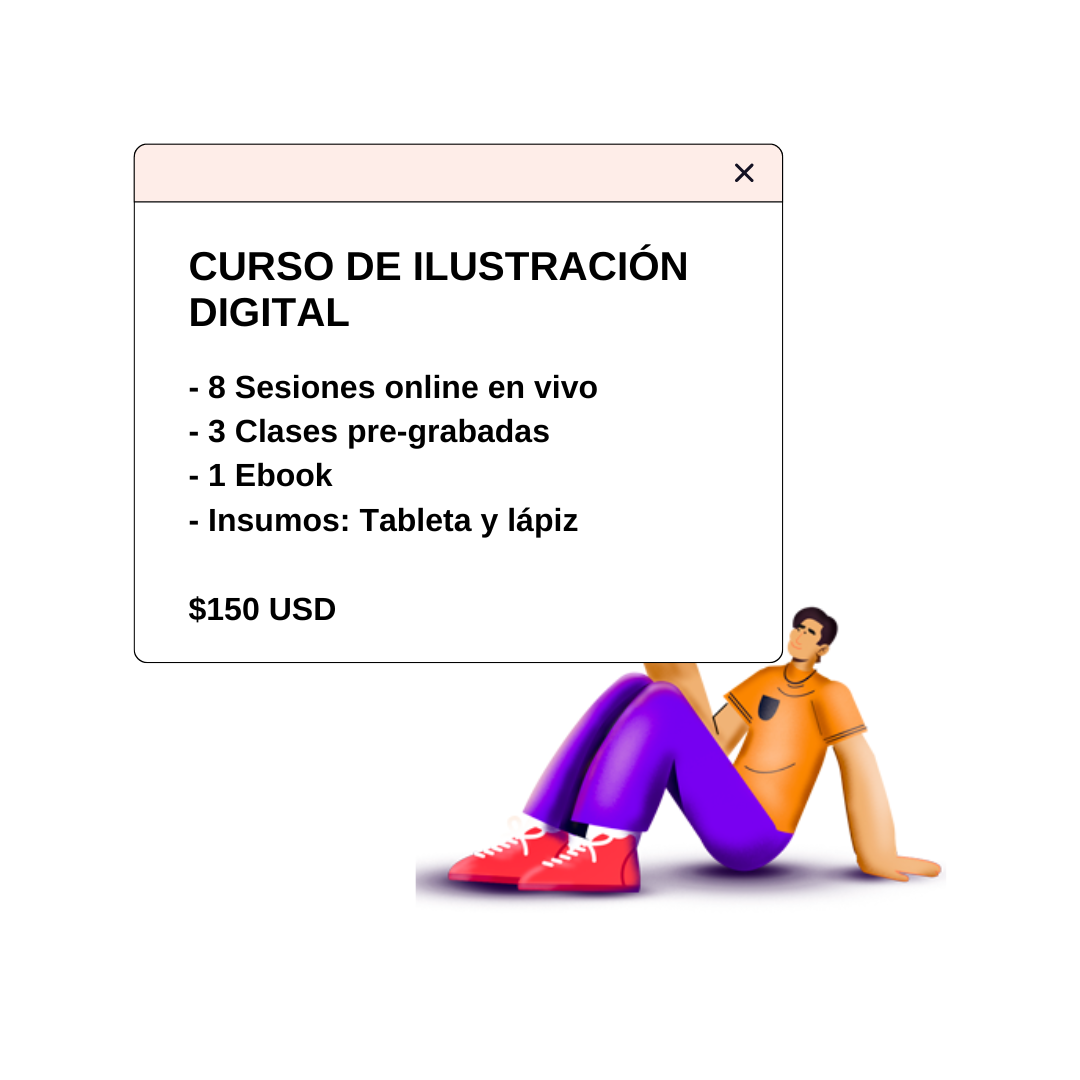 CURSO DE ILUSTRACIÓN
DIGITAL
- 8 Sesiones online en vivo
- 3 Clases pre-grabadas
- 1 Ebook
- Insumos: Tableta y lápiz
$150 USD